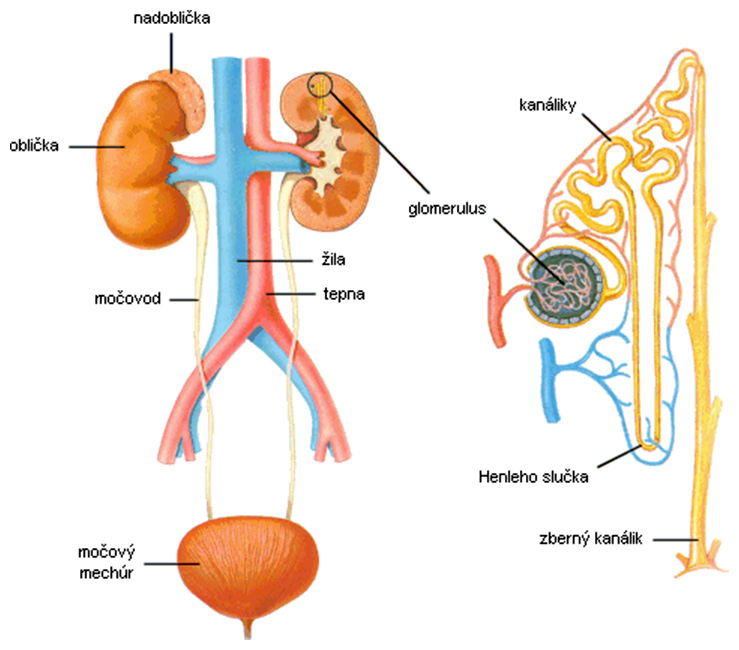 nadoblička
oblička
močovod
žila
tepna
močový
mechúr
kanáliky
glomerulus
Henleho slučka
zberný kanálik